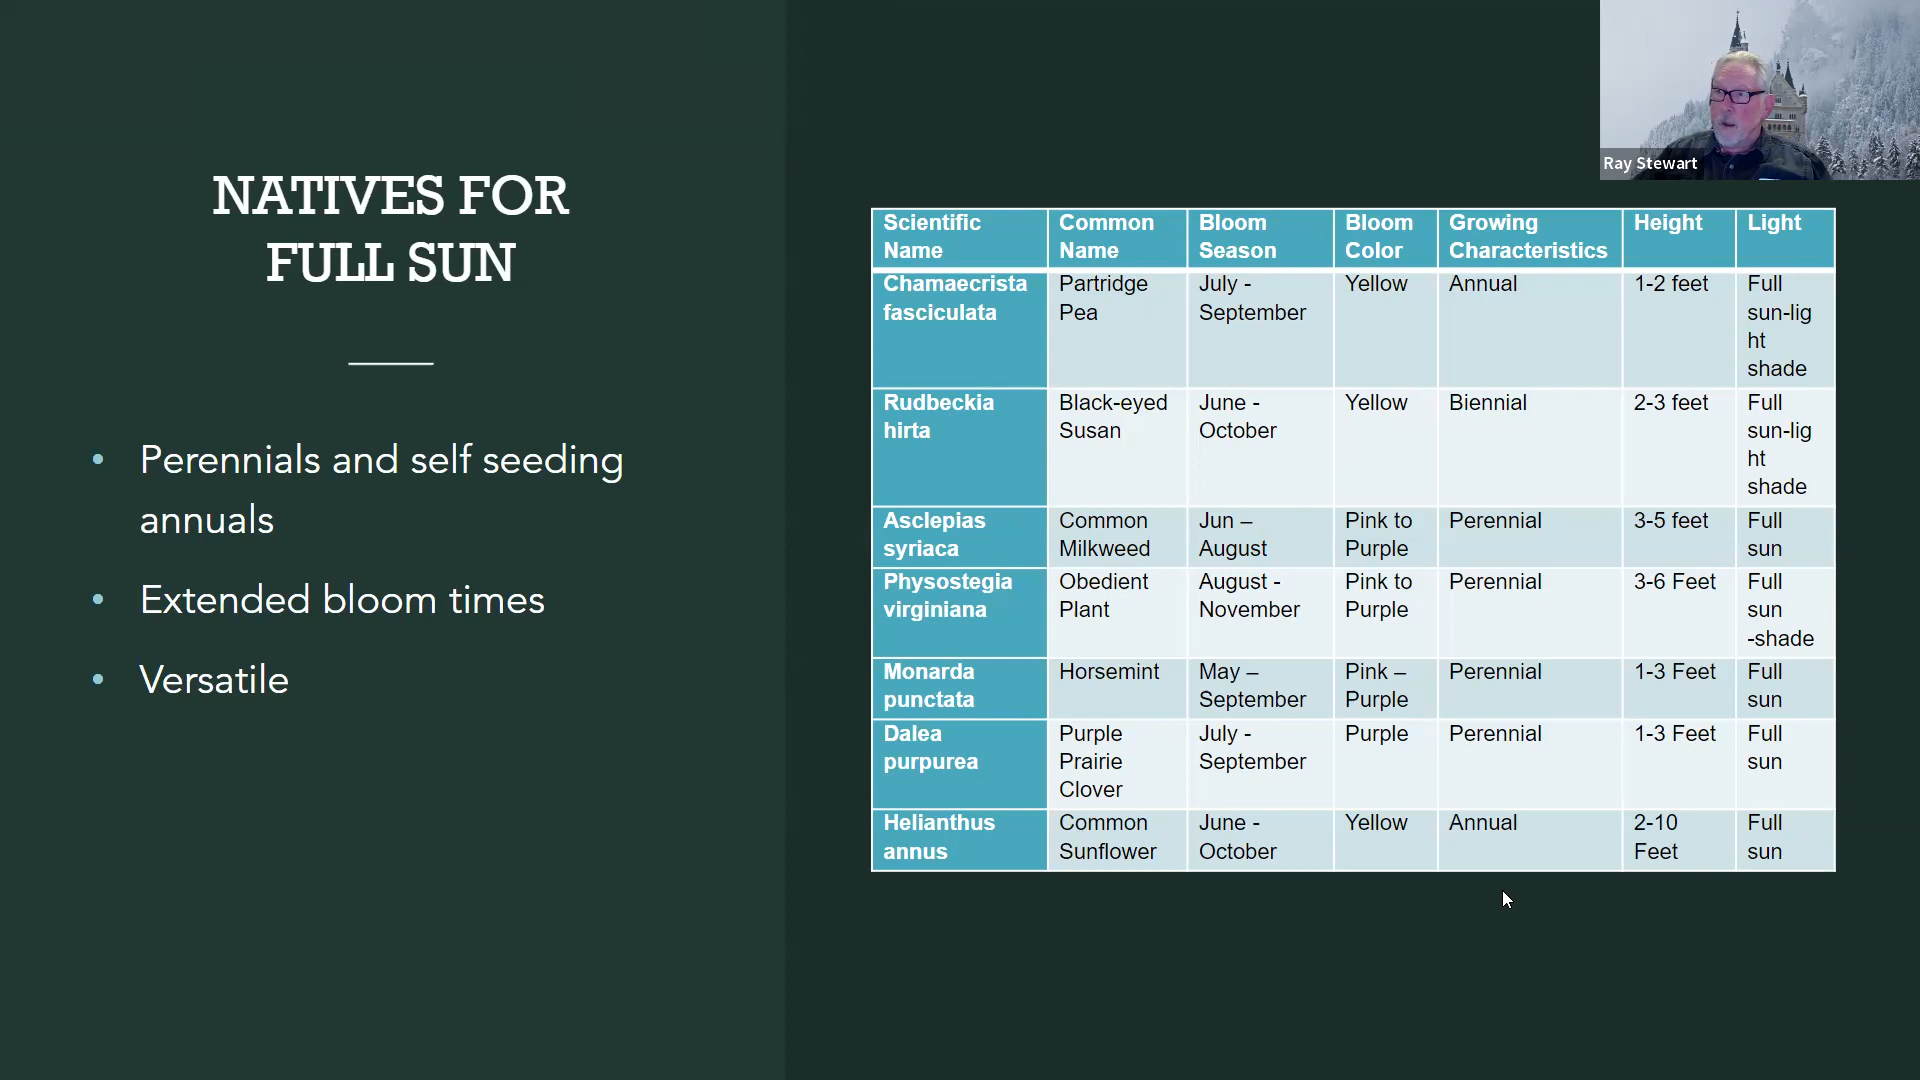 NATIVES FOR
FULL SUN
• Perennials and self seeding
annuals
• Extended bloom times
• Versatile
Ray Stewart
Scientific Name | Common Name | Bloom Season | Bloom Color | Growing Characteristics | Height | Light
Chamaecrista fasciculata | Partridge Pea | July - September | Yellow | Annual | 1-2 feet | Full sun-lig ht shade
Rudbeckia hirta | Black-eyed Susan | June - October | Yellow | Biennial | 2-3 feet | Full sun-lig ht shade
Asclepias syriaca | Common Milkweed | Jun – August | Pink to Purple | Perennial | 3-5 feet | Full sun
Physostegia virginiana | Obedient Plant | August - November | Pink to Purple | Perennial | 3-6 Feet | Full sun -shade
Monarda punctata | Horsemint | May – September | Pink – Purple | Perennial | 1-3 Feet | Full sun
Dalea purpurea | Purple Prairie Clover | July - September | Purple | Perennial | 1-3 Feet | Full sun
Helianthus annus | Common Sunflower | June - October | Yellow | Annual | 2-10 Feet | Full sun